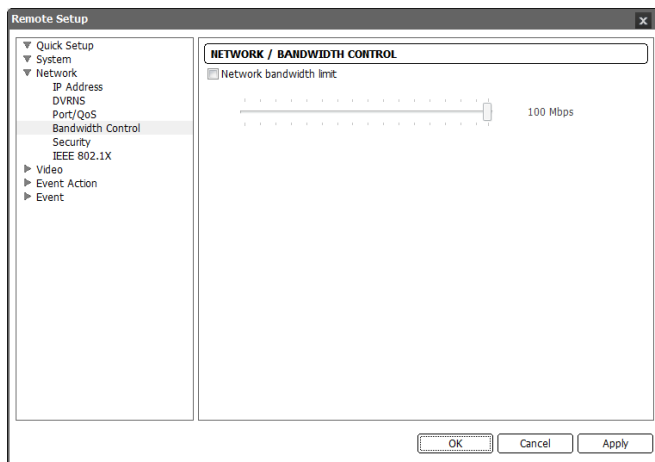 Remote Setup
x
Quick Setup
System
Network
IP Address
DVRNS
Port/QoS
Bandwidth Control
Security
IEEE 802.1X
Video
Event Action
Event
NETWORK / BANDWIDTH CONTROL
Network bandwidth limit
100 Mbps
OK Cancel Apply